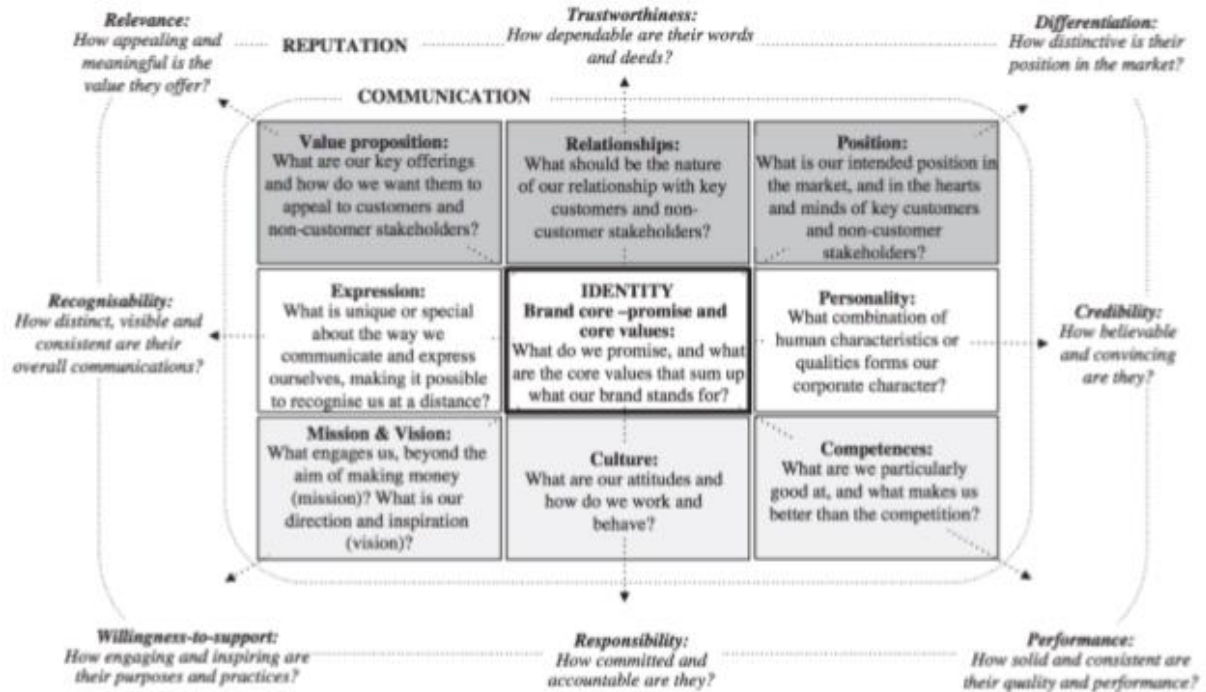 Relevance:
How appealing and
meaningful is the
value they offer?
REPUTATION
Trustworthiness:
How dependable are their words
and deeds?
Differentiation:
How distinctive is their
position in the market?
COMMUNICATION
Value proposition:
What are our key offerings
and how do we want them to
appeal to customers and
non-customer stakeholders?
Relationships:
What should be the nature
of our relationship with key
customers and non-
customer stakeholders?
Position:
What is our intended position in
the market, and in the hearts
and minds of key customers
and non-customer
stakeholders?
Recognisability:
How distinct, visible and
consistent are their
overall communications?
Expression:
What is unique or special
about the way we
communicate and express
ourselves, making it possible
to recognise us at a distance?
IDENTITY
Brand core –promise and
core values:
What do we promise, and what
are the core values that sum up
what our brand stands for?
Personality:
What combination of
human characteristics or
qualities forms our
corporate character?
Credibility:
How believable
and convincing
are they?
Mission & Vision:
What engages us, beyond the
aim of making money
(mission)? What is our
direction and inspiration
(vision)?
Culture:
What are our attitudes and
how do we work and
behave?
Competences:
What are we particularly
good at, and what makes us
better than the competition?
Willingness-to-support:
How engaging and inspiring are
their purposes and practices?
Responsibility:
How committed and
accountable are they?
Performance:
How solid and consistent are
their quality and performance?